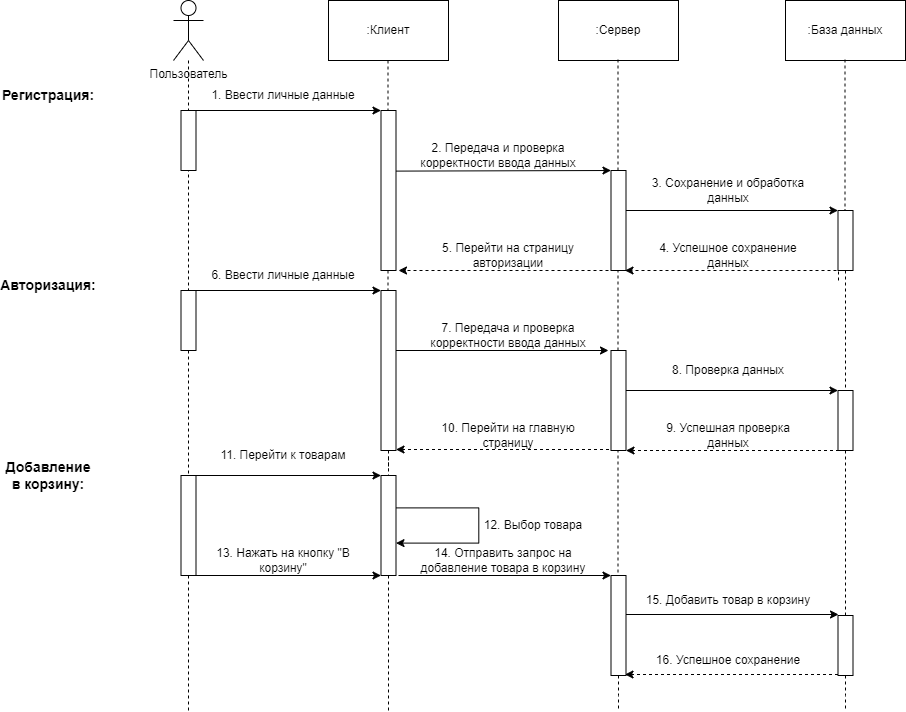 :Клиент
:Сервер
:База данных
Пользователь
Регистрация:
1. Ввести личные данные
2. Передача и проверка
корректности ввода данных
3. Сохранение и обработка
данных
4. Успешное сохранение
данных
5. Перейти на страницу
авторизации
Авторизация:
6. Ввести личные данные
7. Передача и проверка
корректности ввода данных
8. Проверка данных
9. Успешная проверка
данных
10. Перейти на главную
страницу
Добавление
в корзину:
11. Перейти к товарам
12. Выбор товара
13. Нажать на кнопку "В
корзину"
14. Отправить запрос на
добавление товара в корзину
15. Добавить товар в корзину
16. Успешное сохранение